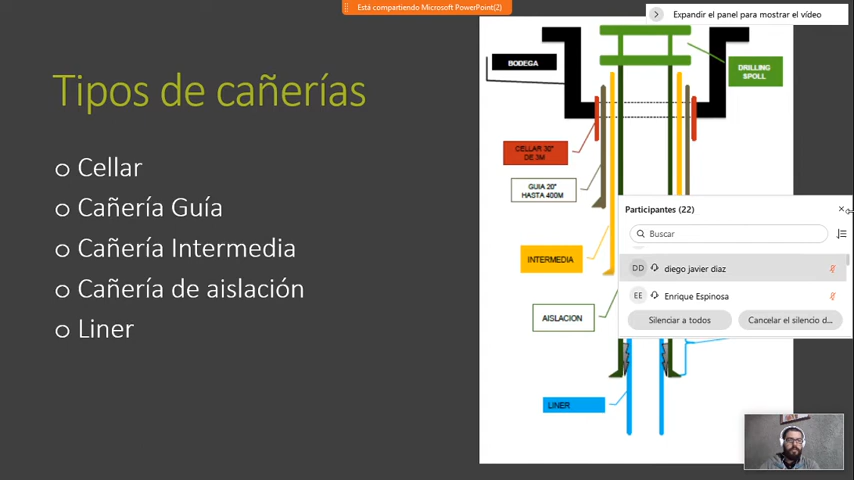 Está compartiendo Microsoft PowerPoint(2)
Expandir el panel para mostrar el vídeo
Tipos de cañerías
o Cellar
o Cañería Guía
o Cañería Intermedia
o Cañería de aislación
o Liner
BODEGA
DRILLING
SPOLL
CELLAR 30"
DE 3M
GUIA 20"
HASTA 400M
INTERMEDIA
AISLACION
LINER
Participantes (22)
Buscar
DD diego javier diaz
EE Enrique Espinosa
Silenciar a todos
Cancelar el silencio d...